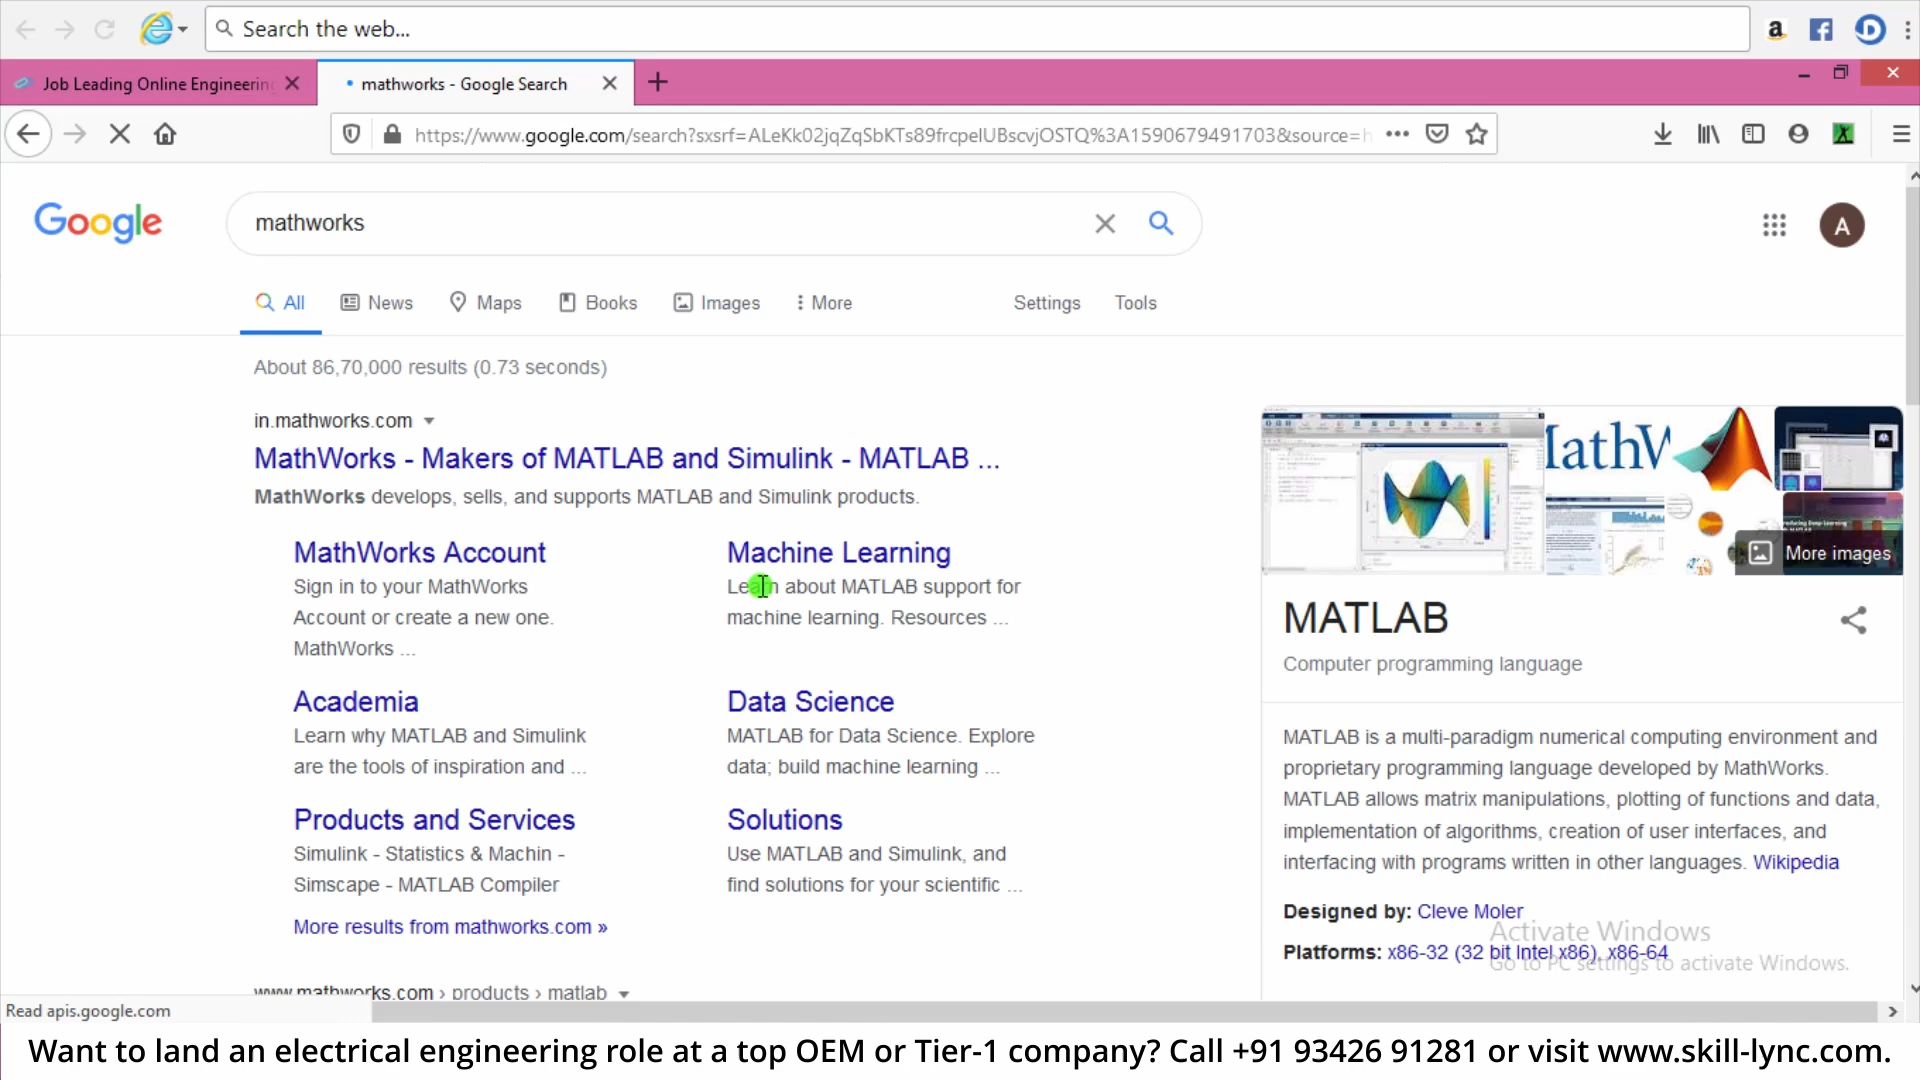 Search the web...
Job Leading Online Engineering
mathworks - Google Search
https://www.google.com/search?sxsrf=ALeKk02jqZqSbKTs89frcpelUBscvjOSTQ%3A1590679491703&source=h
Google
mathworks
A
All
News
Maps
Books
Images
More
Settings
Tools
About 86,70,000 results (0.73 seconds)
in.mathworks.com
MathWorks - Makers of MATLAB and Simulink - MATLAB ...
MathWorks develops, sells, and supports MATLAB and Simulink products.
MathWorks Account
Sign in to your MathWorks
Account or create a new one.
MathWorks ...
Machine Learning
Learn about MATLAB support for
machine learning. Resources ...
Academia
Learn why MATLAB and Simulink
are the tools of inspiration and ...
Data Science
MATLAB for Data Science. Explore
data; build machine learning ...
Products and Services
Simulink - Statistics & Machin -
Simscape - MATLAB Compiler
Solutions
Use MATLAB and Simulink, and
find solutions for your scientific ...
More results from mathworks.com »
www.mathworks.com › products › matlab
More images
MATLAB
Computer programming language
MATLAB is a multi-paradigm numerical computing environment and
proprietary programming language developed by MathWorks.
MATLAB allows matrix manipulations, plotting of functions and data,
implementation of algorithms, creation of user interfaces, and
interfacing with programs written in other languages. Wikipedia
Designed by: Cleve Moler
Platforms: x86-32 (32 bit Intel x86), x86-64
Activate Windows
Go to PC settings to activate Windows.
Read apis.google.com
Want to land an electrical engineering role at a top OEM or Tier-1 company? Call +91 93426 91281 or visit www.skill-lync.com.